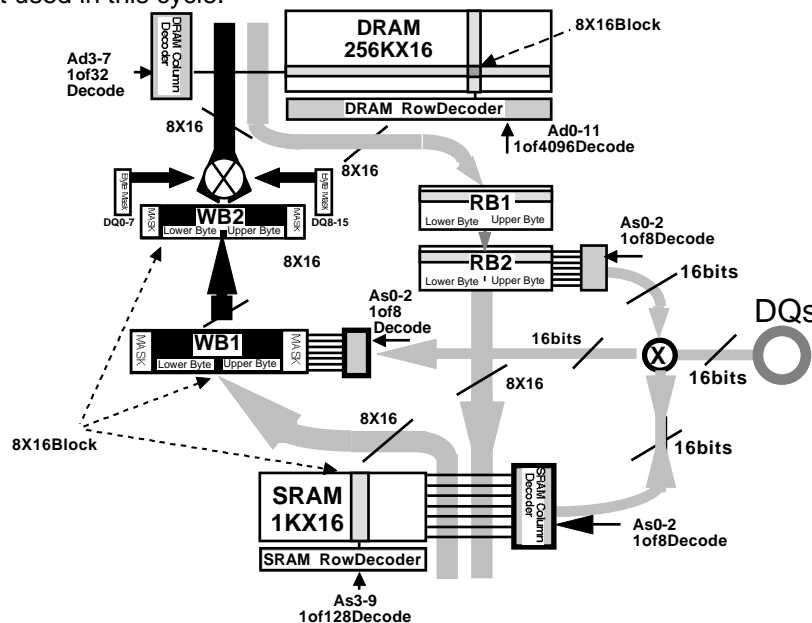 t used in this cycle.
DRAM Column
Decoder
DRAM
256KX16
8X16Block
Ad3-7
1of32
Decode
DRAM RowDecoder
Ad0-11
1of4096Decode
8X16
8X16
Byte Mask
DQ0-7
Byte Mask
DQ8-15
MASK
WB2
Lower Byte
Upper Byte
MASK
8X16
RB1
Lower Byte
Upper Byte
RB2
Lower Byte
Upper Byte
As0-2
1of8Decode
16bits
DQs
As0-2
1of8
Decode
MASK
WB1
Lower Byte
Upper Byte
MASK
16bits
X
16bits
8X16
8X16
8X16Block
16bits
SRAM
1KX16
SRAM Column
Decoder
As0-2
1of8Decode
SRAM RowDecoder
As3-9
1of128Decode